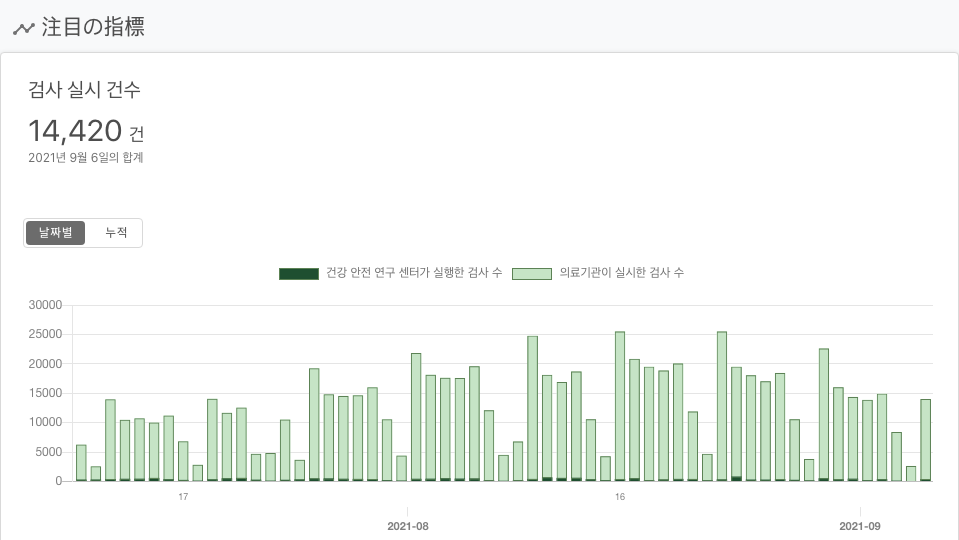 注目の指標
검사 실시 건수
14,420 건
2021년 9월 6일의 합계
날짜별 누적
건강 안전 연구 센터가 실행한 검사 수 의료기관이 실시한 검사 수
30000
25000
20000
15000
10000
5000
0
17 16
2021-08 2021-09